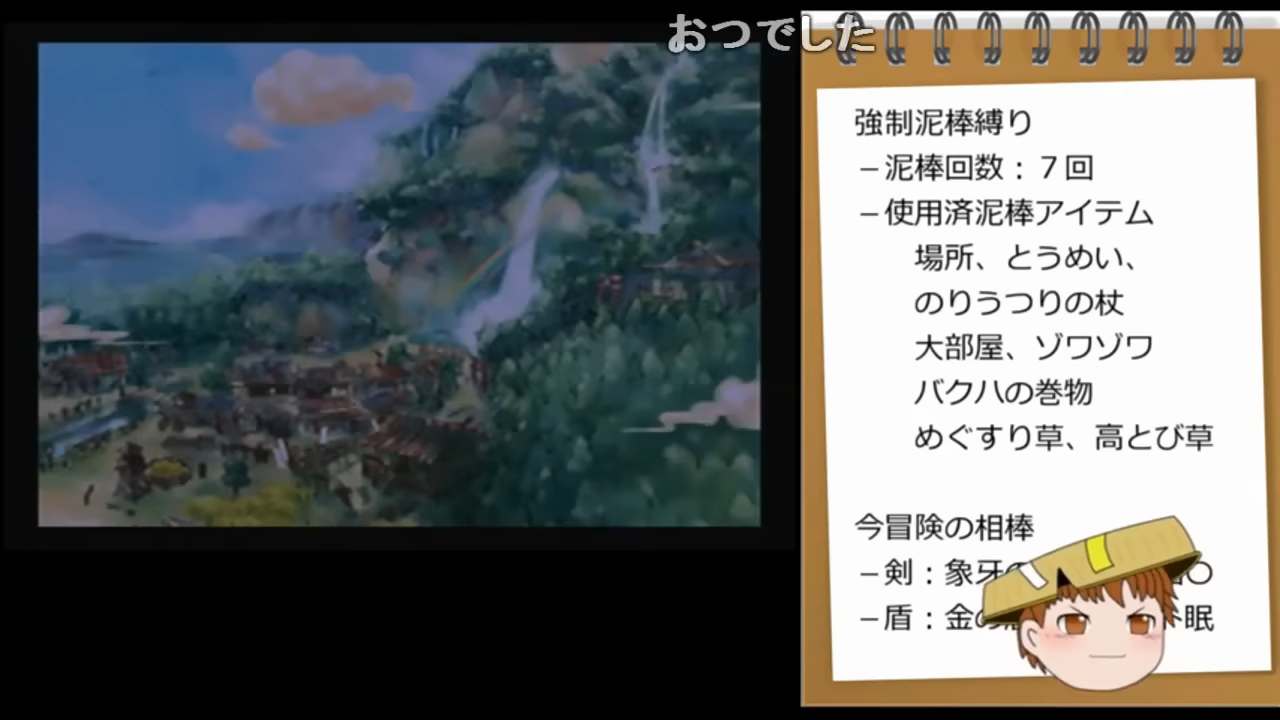 おつでした
強制泥棒縛り
－泥棒回数：７回
－使用済泥棒アイテム
場所、とうめい、
のりうつりの杖
大部屋、ゾワゾワ
バクハの巻物
めぐすり草、高とび草
今冒険の相棒
－剣：象牙の
－盾：金の 眠